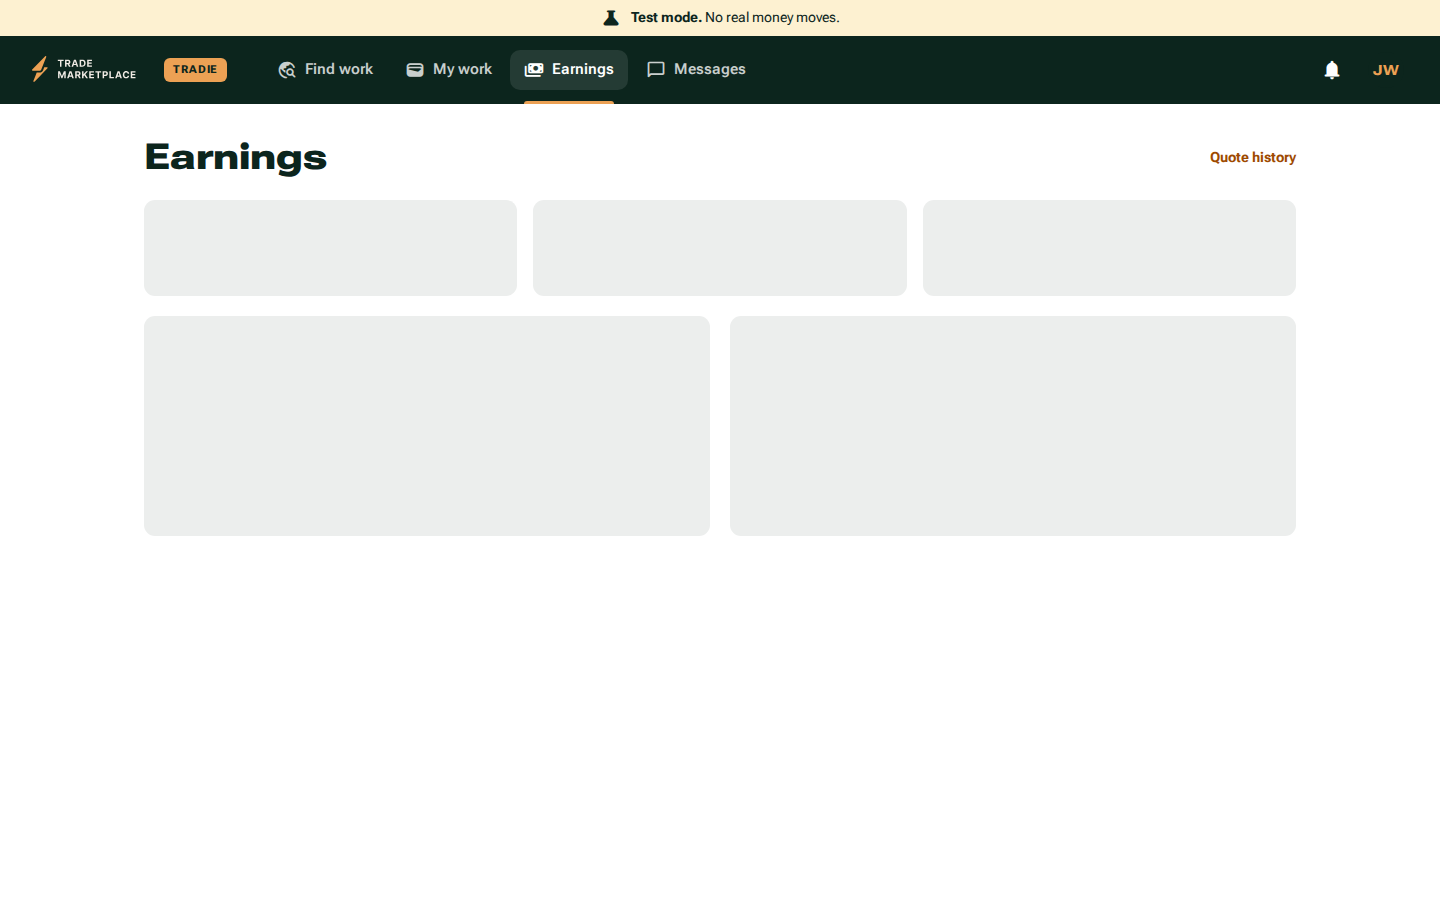 Test mode. No real money moves.
TRADE
MARKETPLACE
TRADIE
Find work
My work
Earnings
Messages
JW
Earnings
Quote history